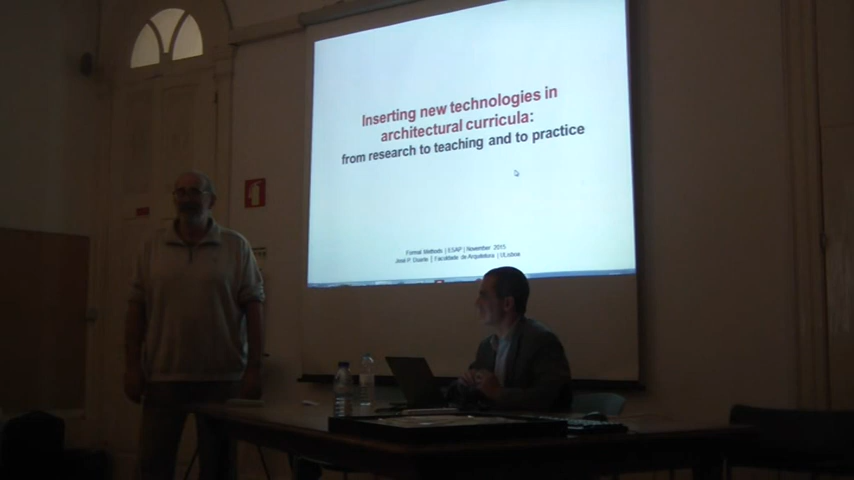 Inserting new technologies in
architectural curricula:
from research to teaching and to practice
Formal Methods | ESAP | November 2015
José P. Duarte | Faculdade de Arquitetura | ULisboa